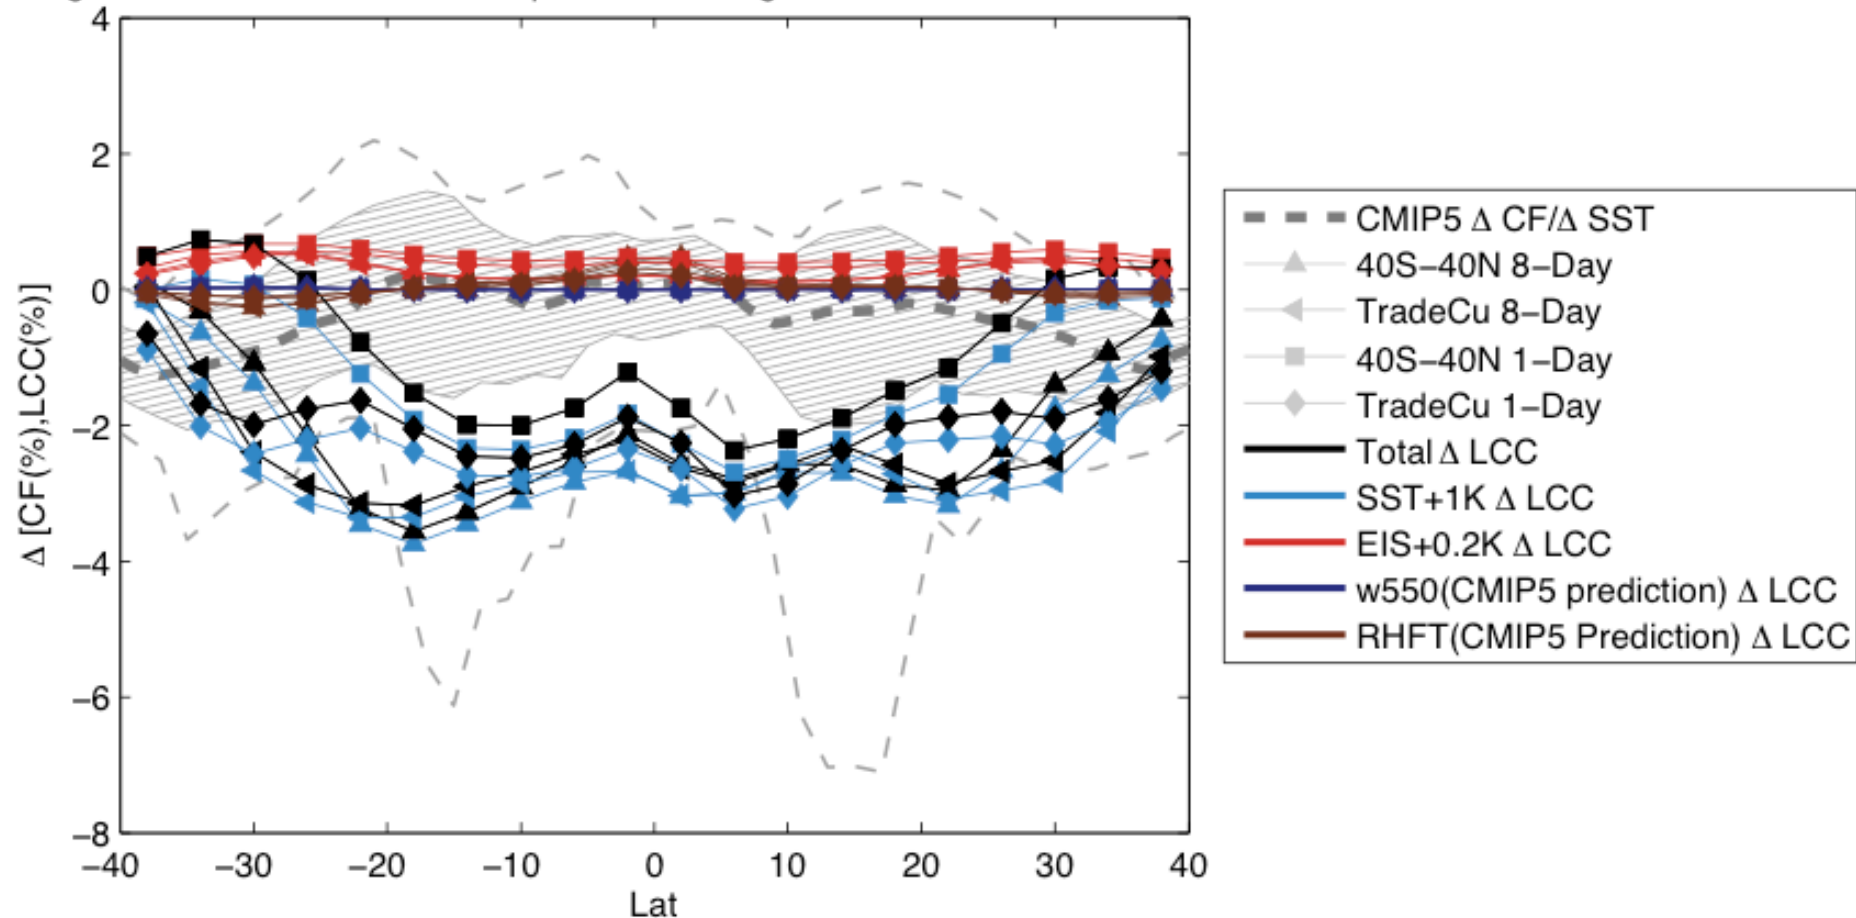 4
2
0
−2
−4
−6
−8
Δ [CF(%),LCC(%)]
−40 −30 −20 −10 0 10 20 30 40
Lat
CMIP5 Δ CF/Δ SST
40S−40N 8−Day
TradeCu 8−Day
40S−40N 1−Day
TradeCu 1−Day
Total Δ LCC
SST+1K Δ LCC
EIS+0.2K Δ LCC
w550(CMIP5 prediction) Δ LCC
RHFT(CMIP5 Prediction) Δ LCC